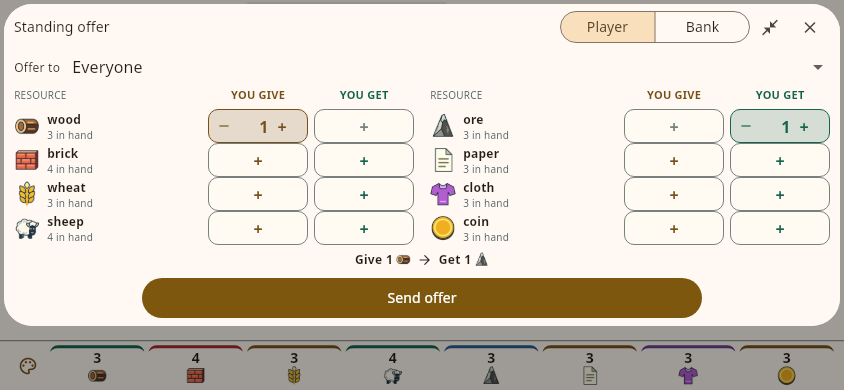 Standing offer
Player
Bank
Offer to Everyone
RESOURCE YOU GIVE YOU GET RESOURCE YOU GIVE YOU GET
wood
3 in hand
− 1 +
+
brick
4 in hand
+
+
wheat
3 in hand
+
+
sheep
4 in hand
+
+
ore
3 in hand
+
− 1 +
paper
3 in hand
+
+
cloth
3 in hand
+
+
coin
3 in hand
+
+
Give 1 → Get 1
Send offer
3 4 3 4 3 3 3 3